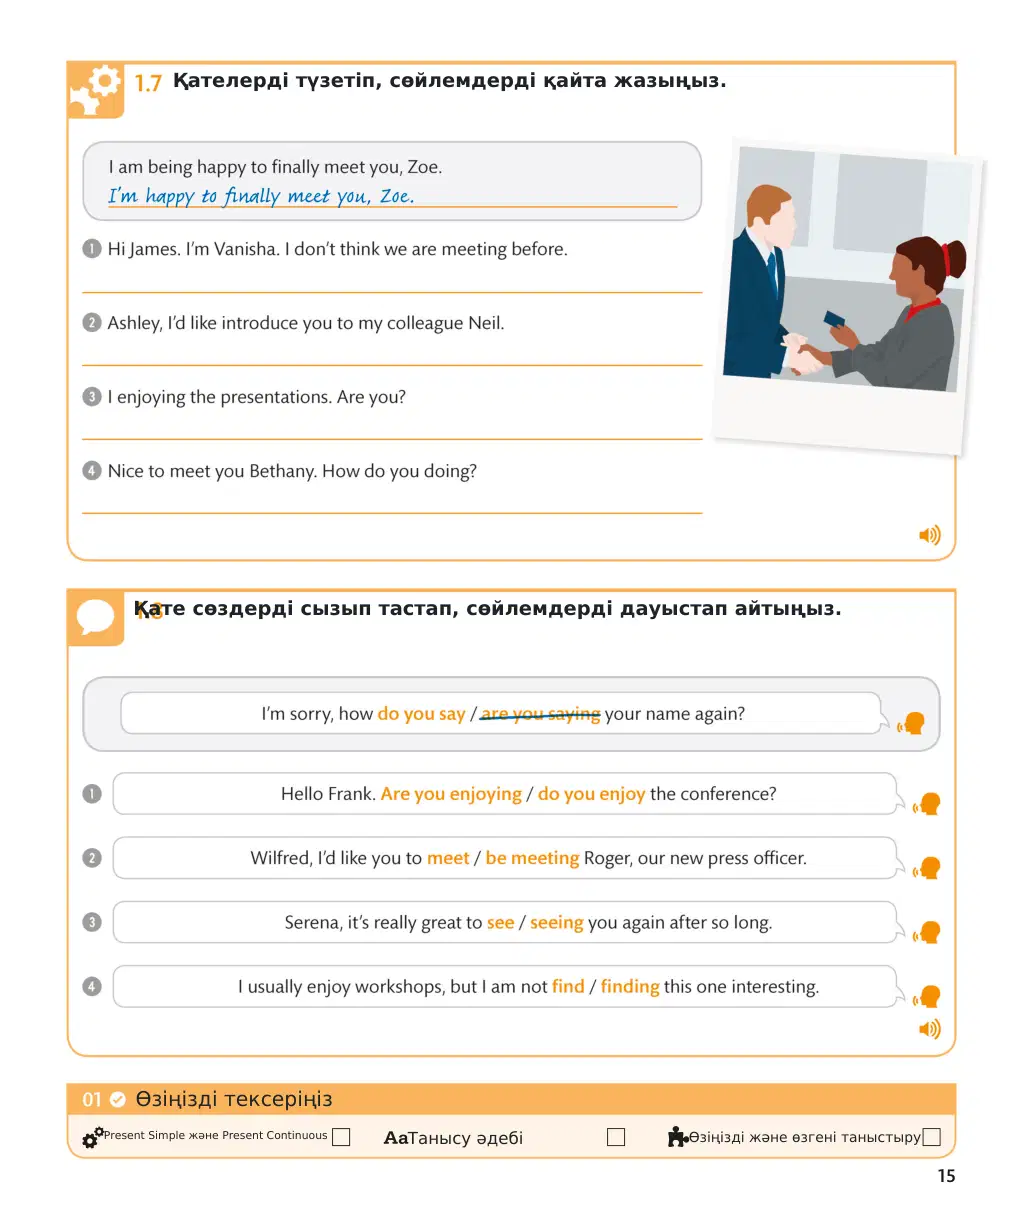 1.7 Қателерді түзетіп, сөйлемдерді қайта жазыңыз.
I am being happy to finally meet you, Zoe.
I'm happy to finally meet you, Zoe.
1 Hi James. I'm Vanisha. I don't think we are meeting before.
2 Ashley, I'd like introduce you to my colleague Neil.
3 I enjoying the presentations. Are you?
4 Nice to meet you Bethany. How do you doing?
Қате сөздерді сызып тастап, сөйлемдерді дауыстап айтыңыз.
I'm sorry, how do you say / are you saying your name again?
1 Hello Frank. Are you enjoying / do you enjoy the conference?
2 Wilfred, I'd like you to meet / be meeting Roger, our new press officer.
3 Serena, it's really great to see / seeing you again after so long.
4 I usually enjoy workshops, but I am not find / finding this one interesting.
01 Өзіңізді тексеріңіз
Present Simple және Present Continuous Aa Танысу әдебі Өзіңізді және өзгені таныстыру
15